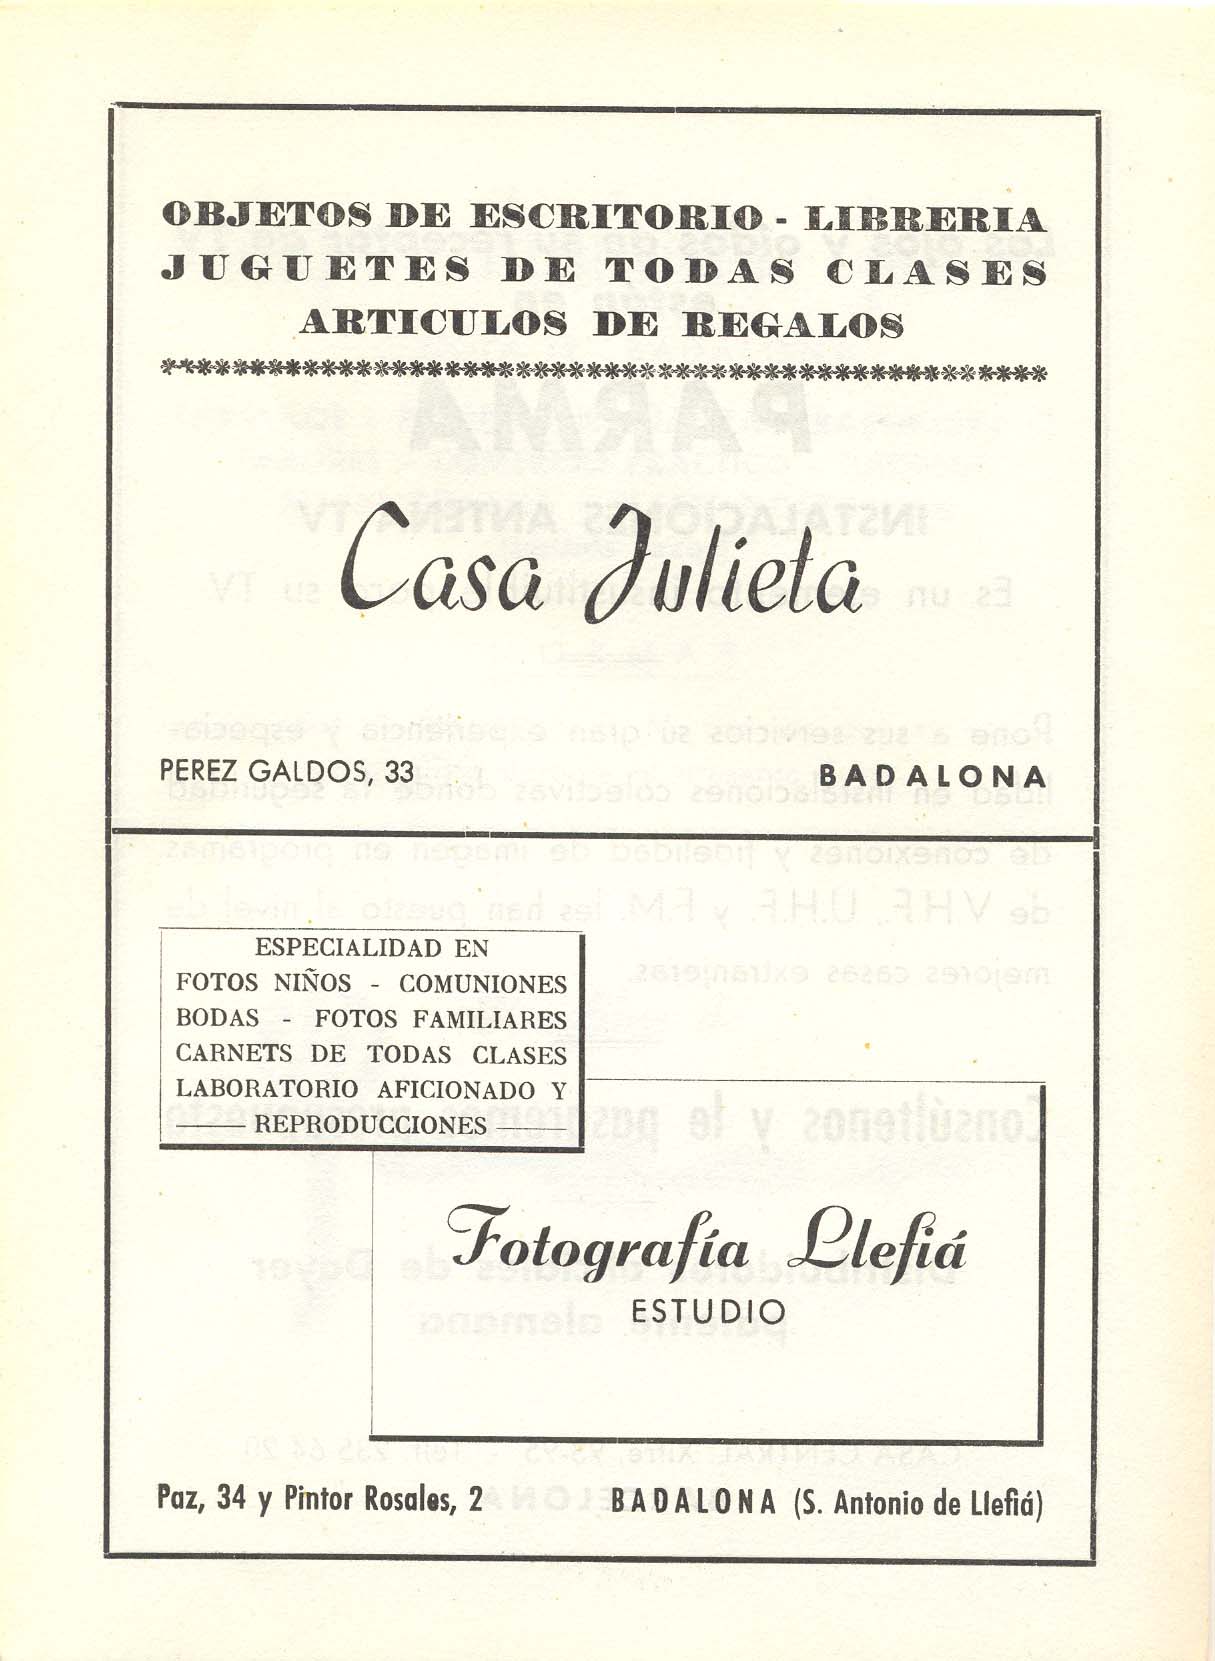 OBJETOS DE ESCRITORIO - LIBRERIA
JUGUETES DE TODAS CLASES
ARTICULOS DE REGALOS
Casa Julieta
PEREZ GALDOS, 33 BADALONA
ESPECIALIDAD EN
FOTOS NIÑOS - COMUNIONES
BODAS - FOTOS FAMILIARES
CARNETS DE TODAS CLASES
LABORATORIO AFICIONADO Y
REPRODUCCIONES
Fotografía Llefiá
ESTUDIO
Paz, 34 y Pintor Rosales, 2 BADALONA (S. Antonio de Llefiá)